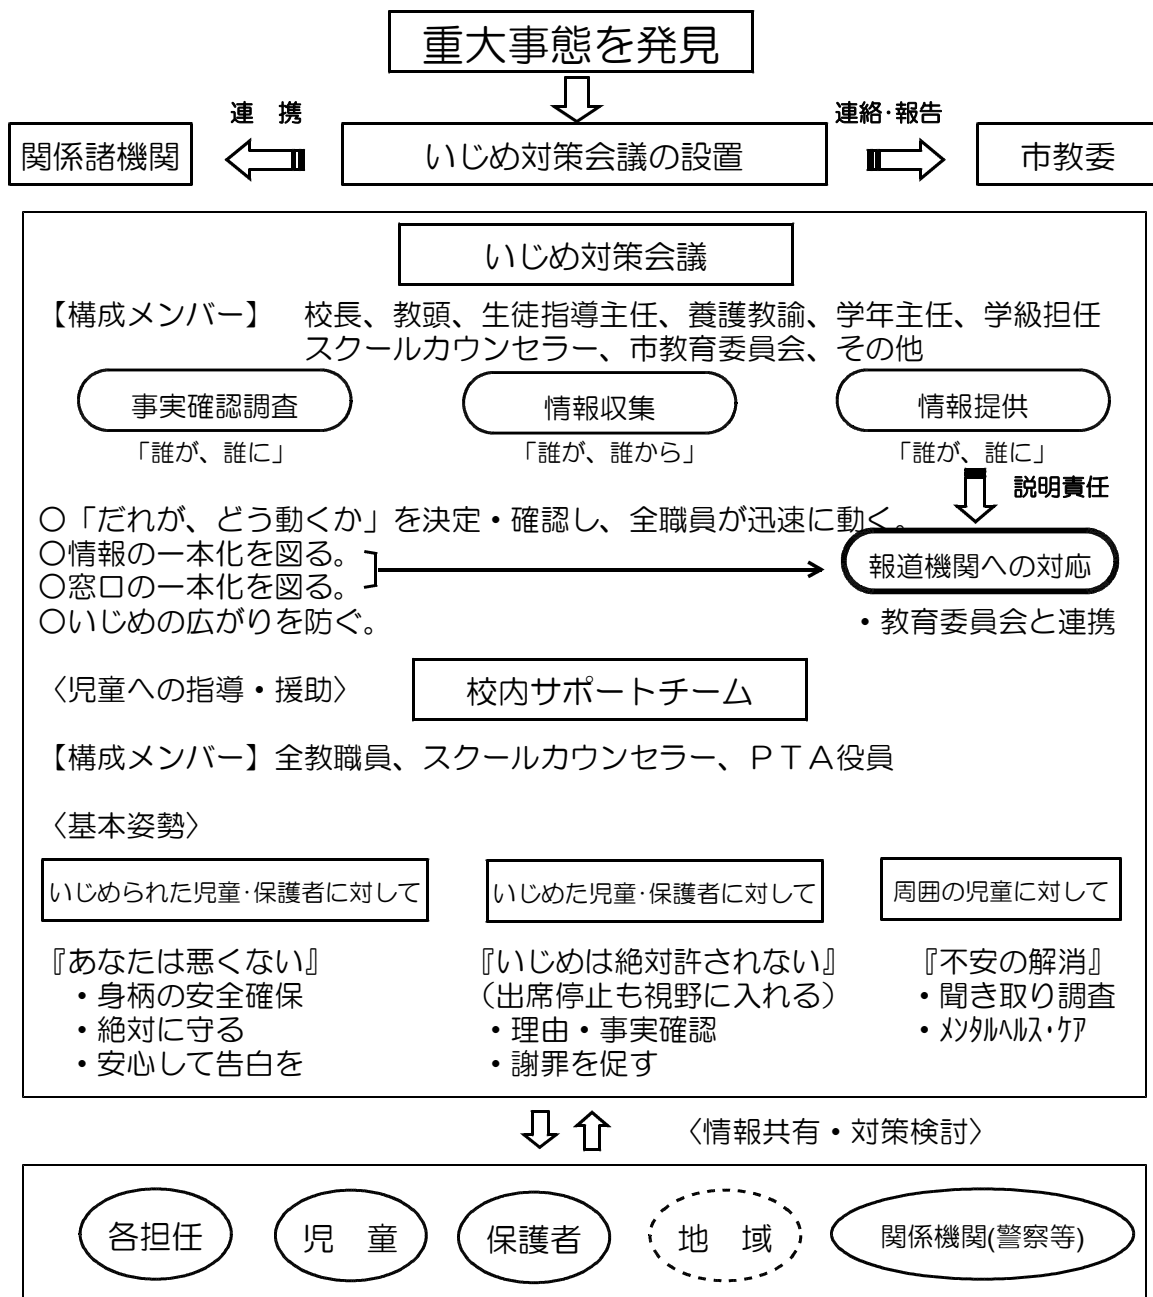 重大事態を発見
連　携
連絡・報告
関係諸機関
いじめ対策会議の設置
市教委
いじめ対策会議
【構成メンバー】　校長、教頭、生徒指導主任、養護教諭、学年主任、学級担任
スクールカウンセラー、市教育委員会、その他
事実確認調査
情報収集
情報提供
「誰が、誰に」
「誰が、誰から」
「誰が、誰に」
説明責任
〇「だれが、どう動くか」を決定・確認し、全職員が迅速に動く。
〇情報の一本化を図る。
〇窓口の一本化を図る。
報道機関への対応
〇いじめの広がりを防ぐ。
・教育委員会と連携
〈児童への指導・援助〉
校内サポートチーム
【構成メンバー】全教職員、スクールカウンセラー、ＰＴＡ役員
〈基本姿勢〉
いじめられた児童・保護者に対して
いじめた児童・保護者に対して
周囲の児童に対して
『あなたは悪くない』
・身柄の安全確保
・絶対に守る
・安心して告白を
『いじめは絶対許されない』
（出席停止も視野に入れる）
・理由・事実確認
・謝罪を促す
『不安の解消』
・聞き取り調査
・ﾒﾝﾀﾙﾍﾙｽ・ｹｱ
〈情報共有・対策検討〉
各担任
児　童
保護者
地　域
関係機関(警察等)